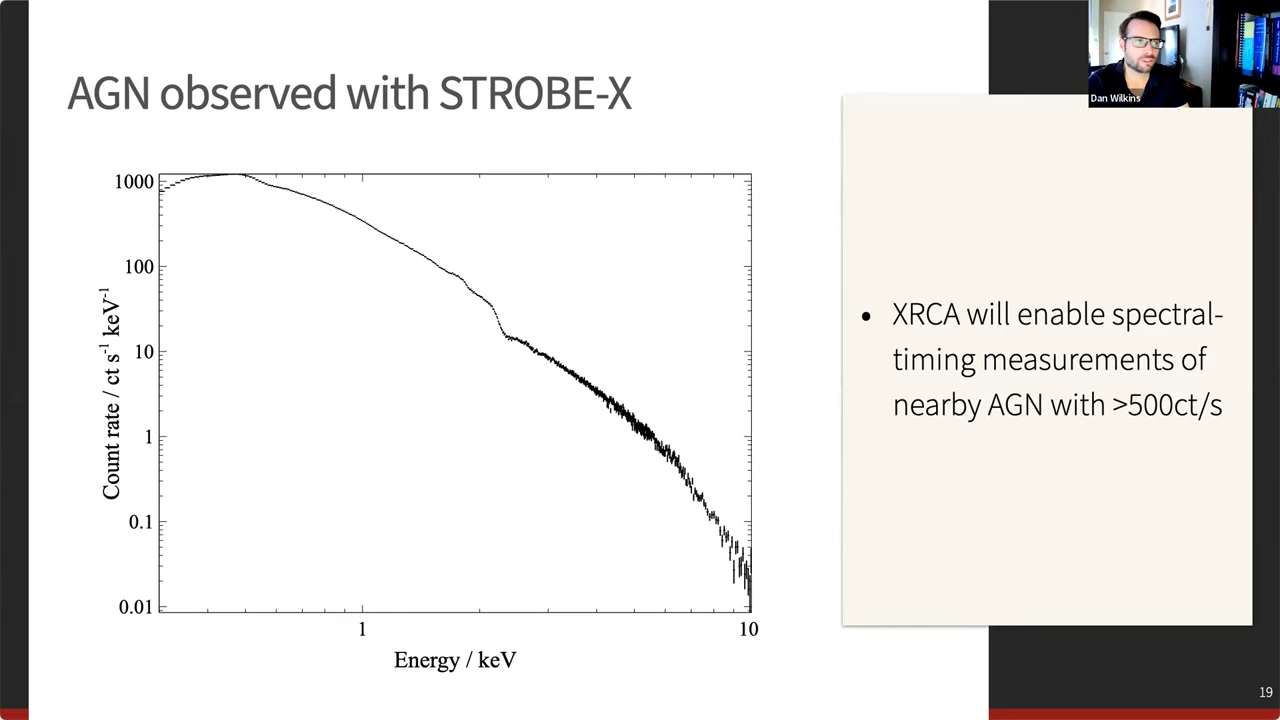 AGN observed with STROBE-X
Dan Wilkins
1000
100
10
1
0.1
0.01
Count rate / ct s⁻¹ keV⁻¹
1
10
Energy / keV
• XRCA will enable spectral-
timing measurements of
nearby AGN with >500ct/s
19